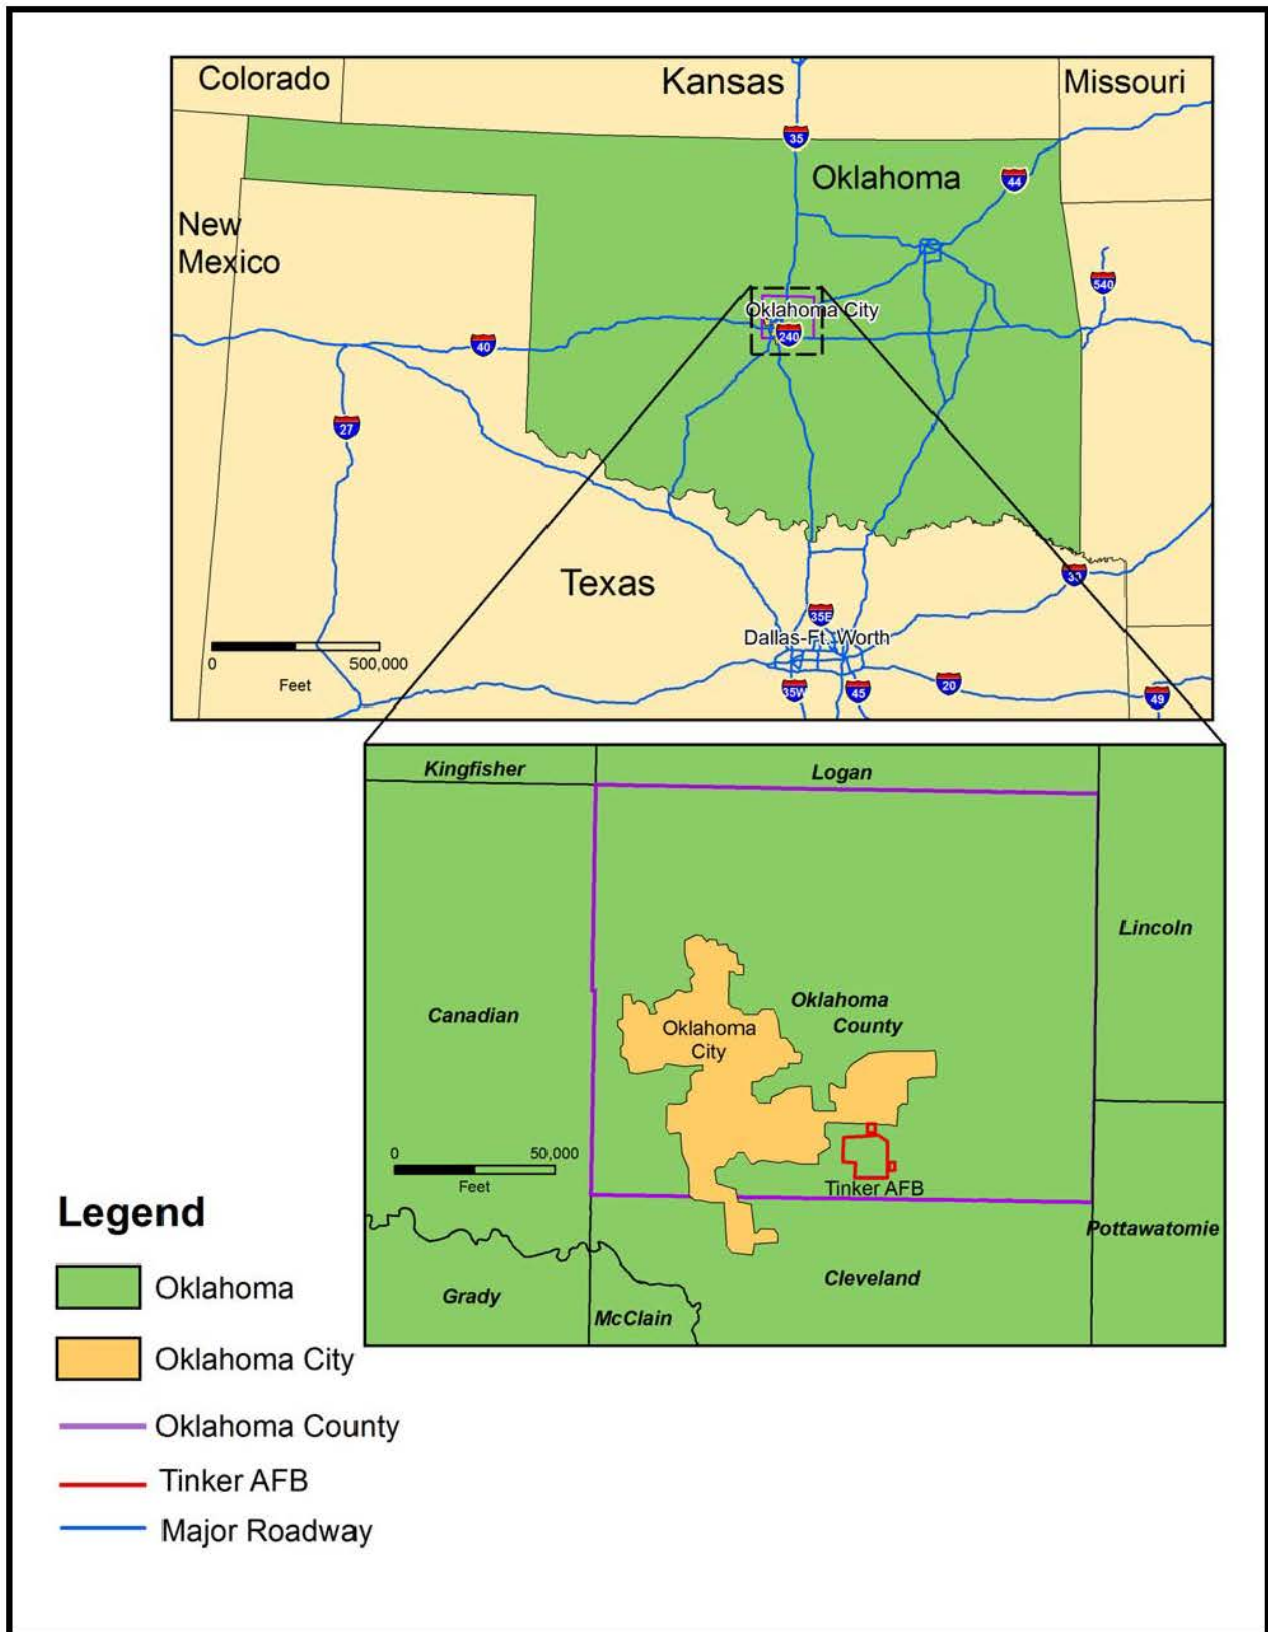 Colorado
Kansas
Missouri
35
Oklahoma
44
New
Mexico
540
Oklahoma City
240
40
27
Texas
30
35E
Dallas-Ft. Worth
0 500,000
Feet
35W
45
20
49
Kingfisher
Logan
Lincoln
Canadian
Oklahoma
County
Oklahoma
City
0 50,000
Feet
Tinker AFB
Pottawatomie
Cleveland
Grady
McClain
Legend
Oklahoma
Oklahoma City
Oklahoma County
Tinker AFB
Major Roadway